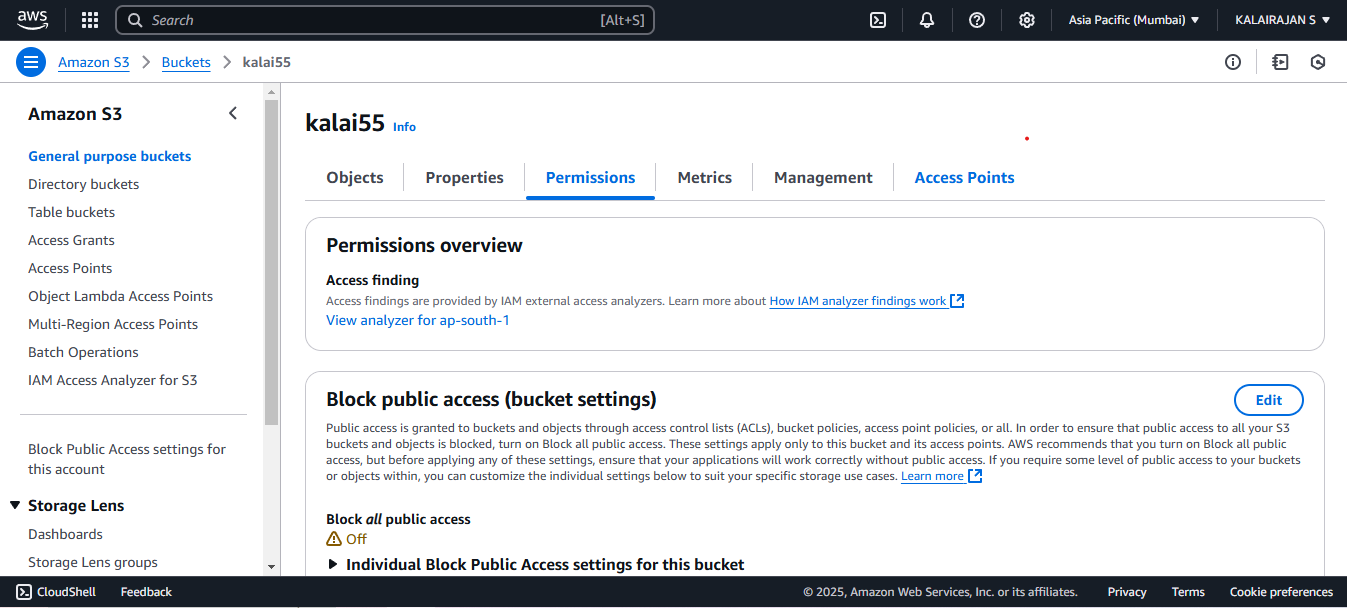 aws
Search [Alt+S]
Asia Pacific (Mumbai)
KALAIRAJAN S
Amazon S3 > Buckets > kalai55
Amazon S3
General purpose buckets
Directory buckets
Table buckets
Access Grants
Access Points
Object Lambda Access Points
Multi-Region Access Points
Batch Operations
IAM Access Analyzer for S3
Block Public Access settings for
this account
Storage Lens
Dashboards
Storage Lens groups
kalai55 Info
Objects Properties Permissions Metrics Management Access Points
Permissions overview
Access finding
Access findings are provided by IAM external access analyzers. Learn more about How IAM analyzer findings work
View analyzer for ap-south-1
Block public access (bucket settings)
Edit
Public access is granted to buckets and objects through access control lists (ACLs), bucket policies, access point policies, or all. In order to ensure that public access to all your S3
buckets and objects is blocked, turn on Block all public access. These settings apply only to this bucket and its access points. AWS recommends that you turn on Block all public
access, but before applying any of these settings, ensure that your applications will work correctly without public access. If you require some level of public access to your buckets
or objects within, you can customize the individual settings below to suit your specific storage use cases. Learn more
Block all public access
Off
Individual Block Public Access settings for this bucket
CloudShell Feedback © 2025, Amazon Web Services, Inc. or its affiliates. Privacy Terms Cookie preferences